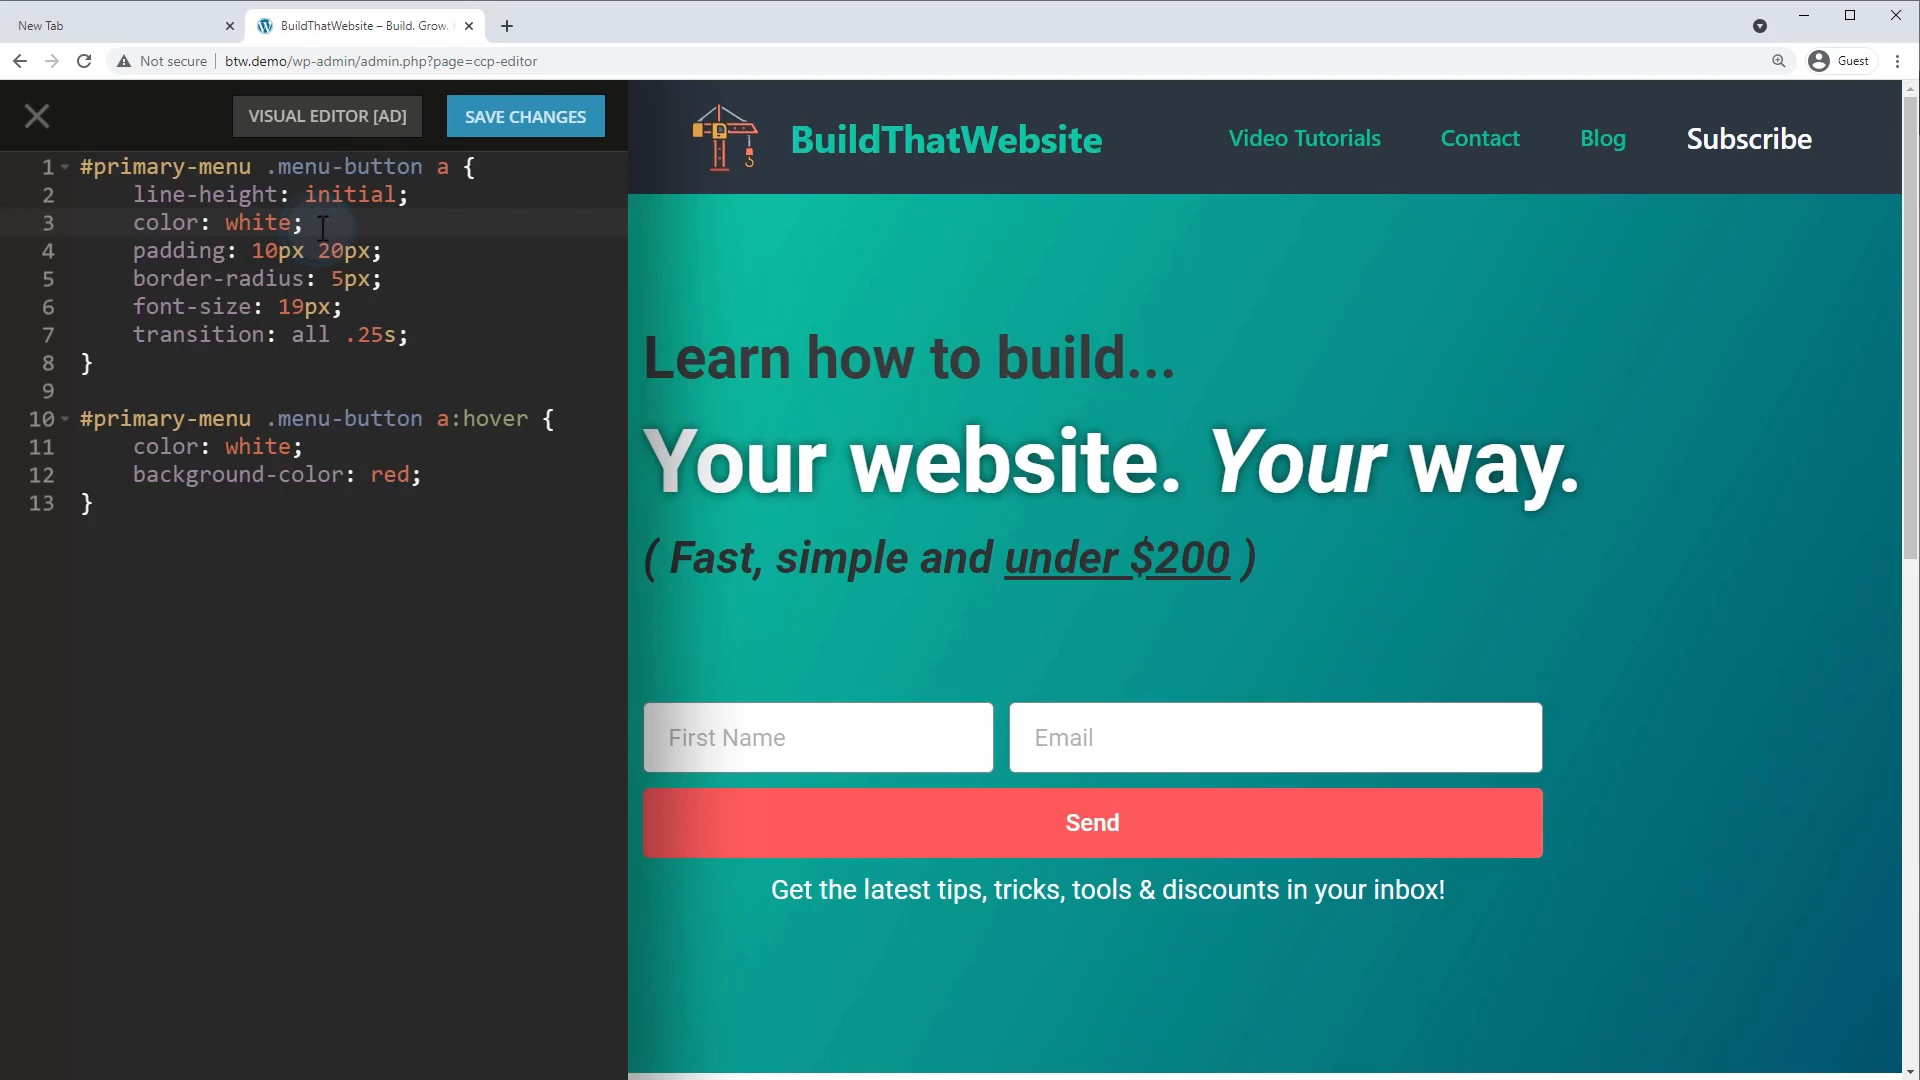 New Tab
BuildThatWebsite – Build. Grow.
Not secure
btw.demo/wp-admin/admin.php?page=ccp-editor
Guest
VISUAL EDITOR [AD]
SAVE CHANGES
1 #primary-menu .menu-button a {
2 line-height: initial;
3 color: white;
4 padding: 10px 20px;
5 border-radius: 5px;
6 font-size: 19px;
7 transition: all .25s;
8 }
9
10 #primary-menu .menu-button a:hover {
11 color: white;
12 background-color: red;
13 }
BuildThatWebsite
Video Tutorials
Contact
Blog
Subscribe
Learn how to build...
Your website. Your way.
( Fast, simple and under $200 )
First Name
Email
Send
Get the latest tips, tricks, tools & discounts in your inbox!